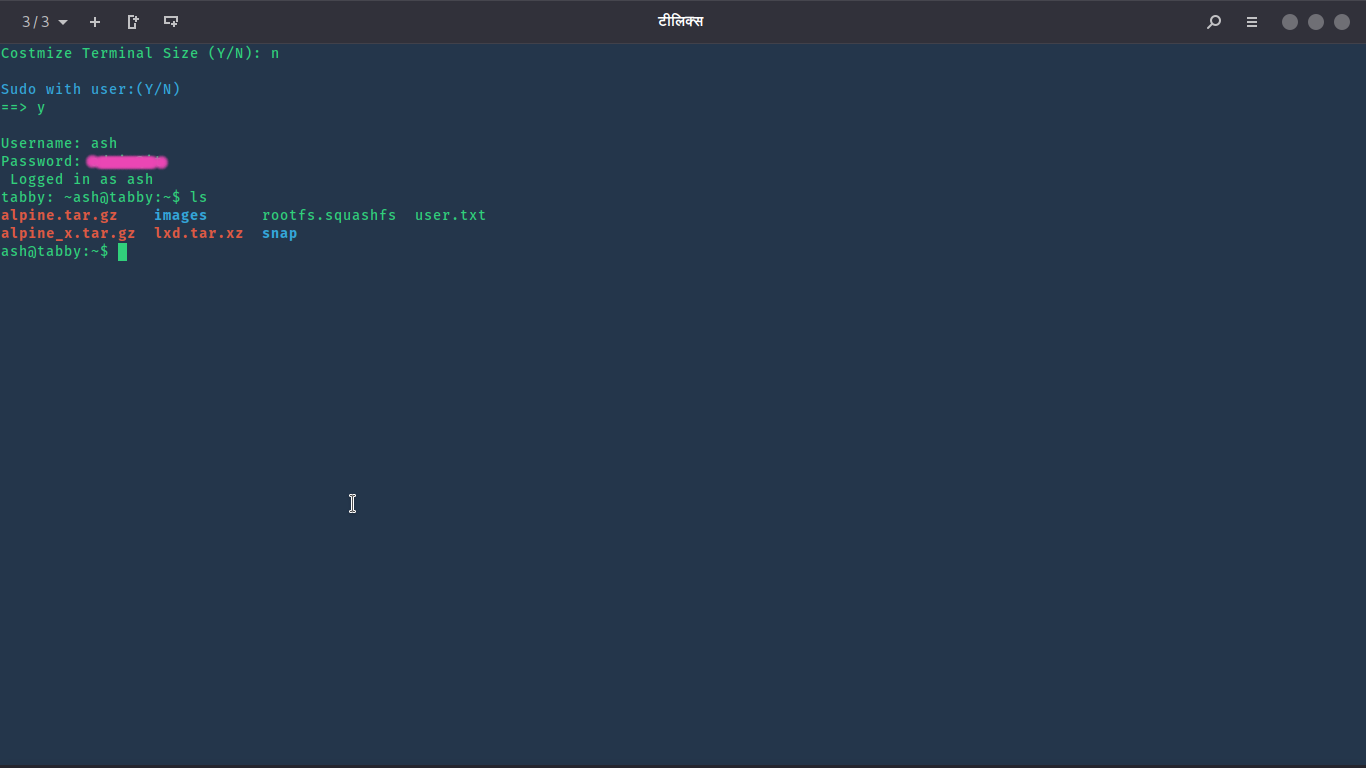 3 / 3
टीलिक्स
Costmize Terminal Size (Y/N): n
Sudo with user:(Y/N)
==> y
Username: ash
Password:
Logged in as ash
tabby: ~ash@tabby:~$ ls
alpine.tar.gz images rootfs.squashfs user.txt
alpine_x.tar.gz lxd.tar.xz snap
ash@tabby:~$